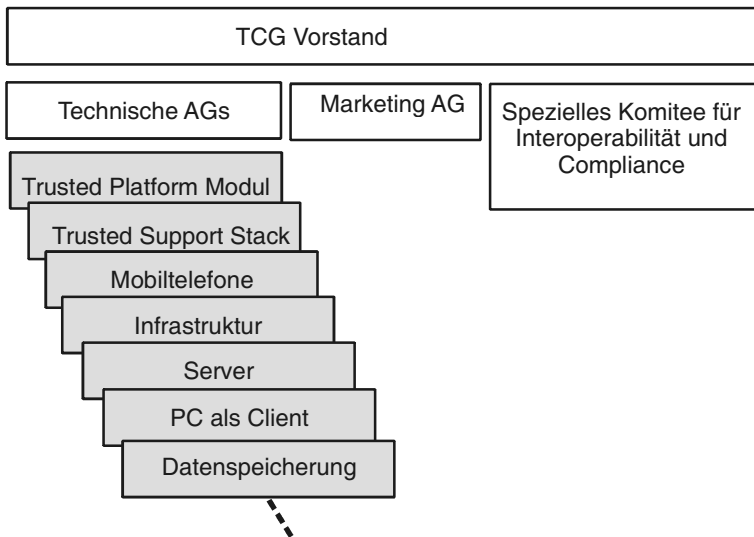 TCG Vorstand
Technische AGs
Marketing AG
Spezielles Komitee für
Interoperabilität und
Compliance
Trusted Platform Modul
Trusted Support Stack
Mobiltelefone
Infrastruktur
Server
PC als Client
Datenspeicherung